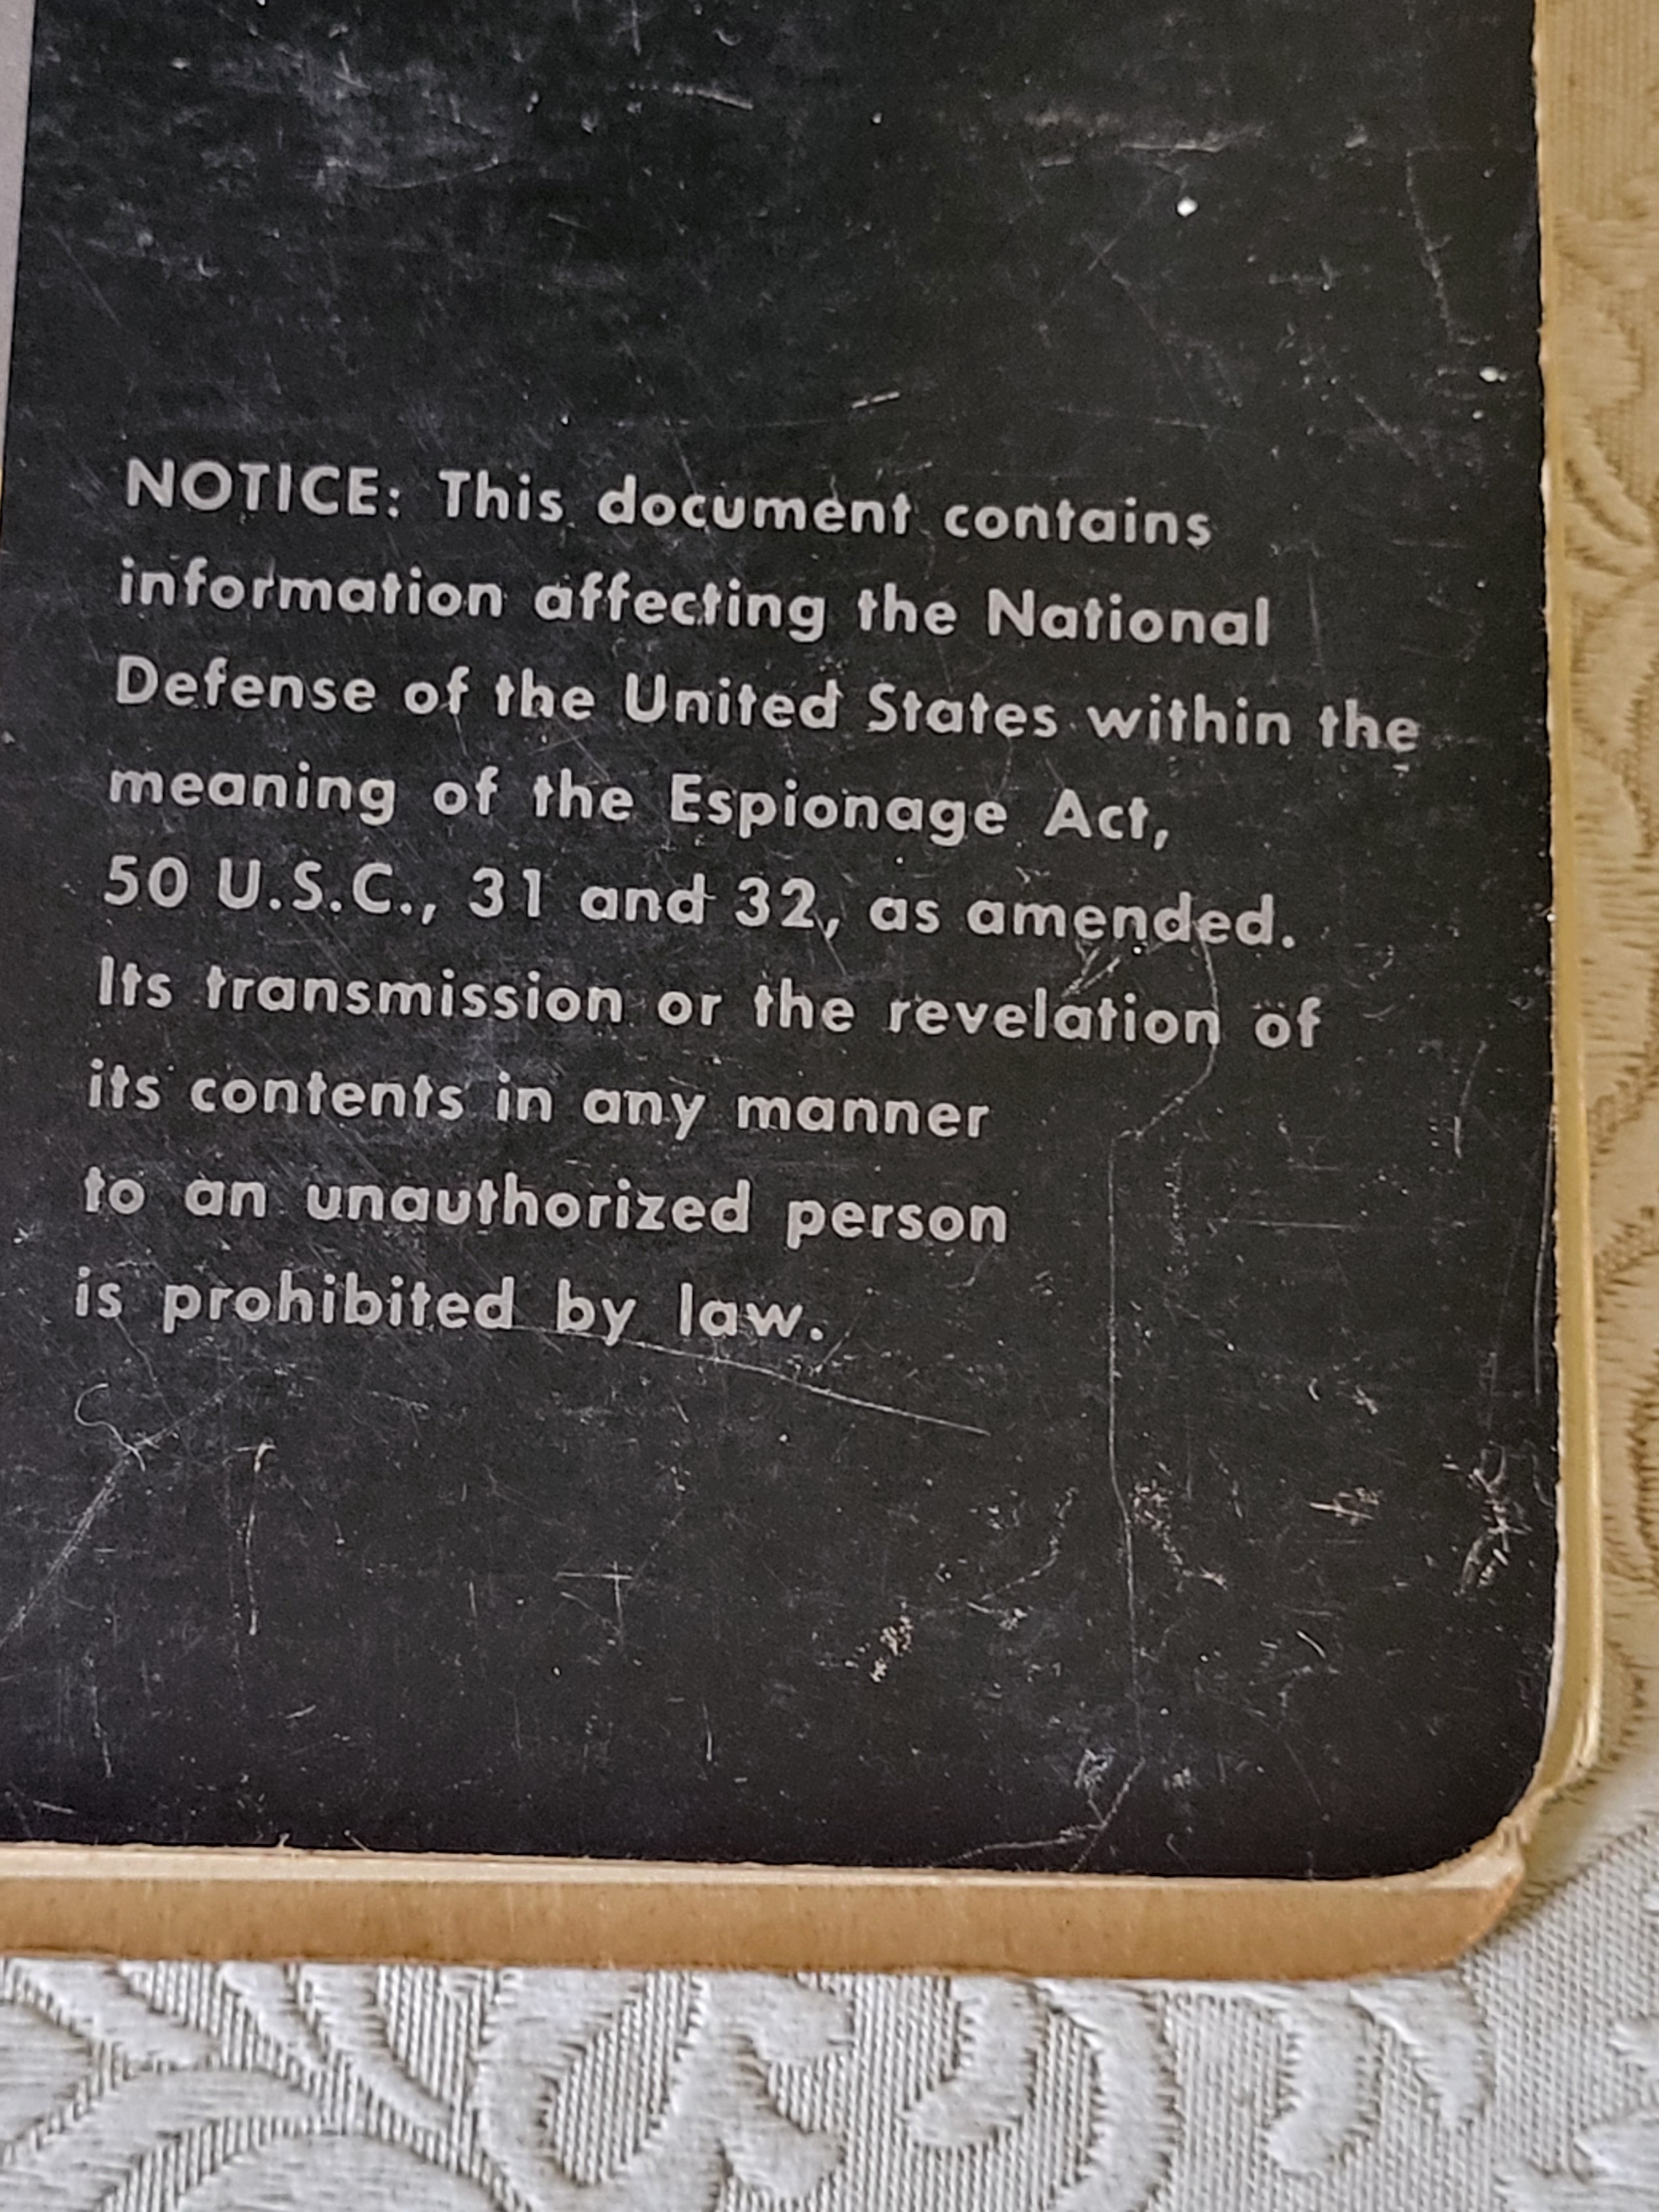 NOTICE: This document contains
information affecting the National
Defense of the United States within the
meaning of the Espionage Act,
50 U.S.C., 31 and 32, as amended.
Its transmission or the revelation of
its contents in any manner
to an unauthorized person
is prohibited by law.